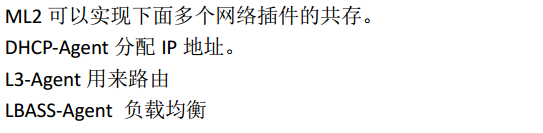 ML2 可以实现下面多个网络插件的共存。
DHCP-Agent 分配 IP 地址。
L3-Agent 用来路由
LBASS-Agent 负载均衡